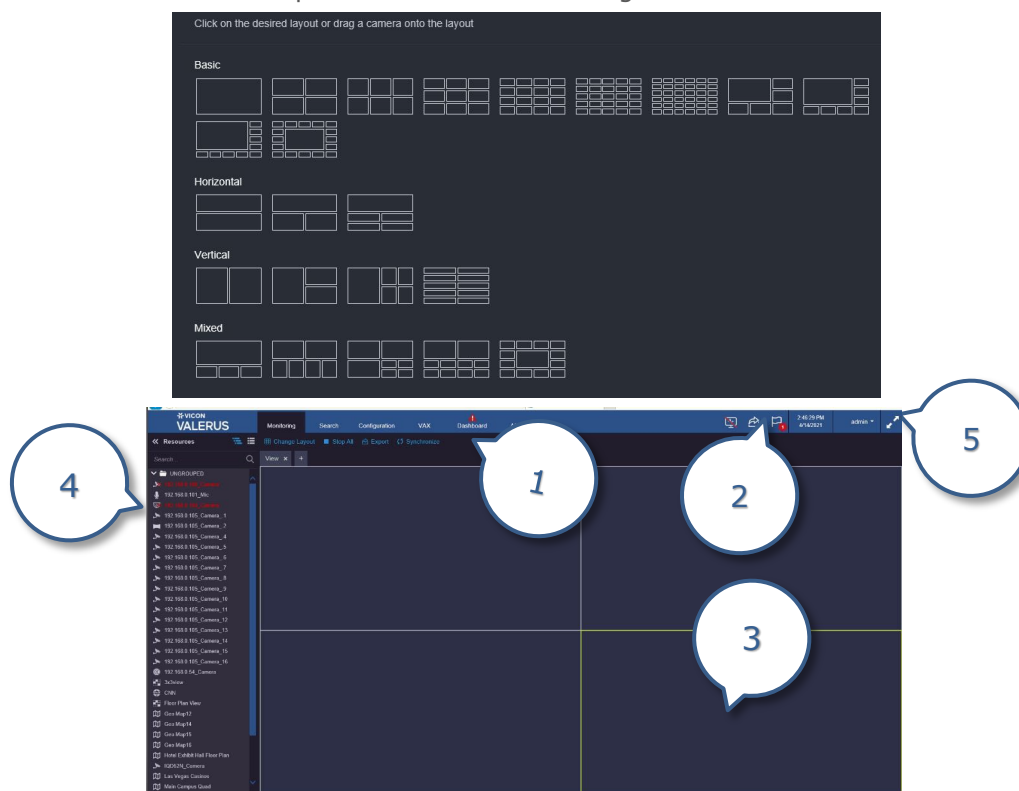 Click on the desired layout or drag a camera onto the layout
Basic
Horizontal
Vertical
Mixed
VICON
VALERUS
Monitoring Search Configuration VAX Dashboard
2:46:29 PM
4/14/2021
admin
Resources
Change Layout Stop All Export Synchronize
Search
View × +
UNGROUPED
192.168.0.101_Mic
192.168.0.105_Camera_1
192.168.0.105_Camera_2
192.168.0.105_Camera_4
192.168.0.105_Camera_5
192.168.0.105_Camera_6
192.168.0.105_Camera_7
192.168.0.105_Camera_8
192.168.0.105_Camera_9
192.168.0.105_Camera_10
192.168.0.105_Camera_11
192.168.0.105_Camera_12
192.168.0.105_Camera_13
192.168.0.105_Camera_14
192.168.0.105_Camera_15
192.168.0.105_Camera_16
192.168.0.54_Camera
3x3view
CNN
Floor Plan View
Geo Map12
Geo Map14
Geo Map15
Geo Map16
Hotel Exhibit Hall Floor Plan
IQD62N_Camera
Las Vegas Casinos
Main Campus Quad
1
2
3
4
5